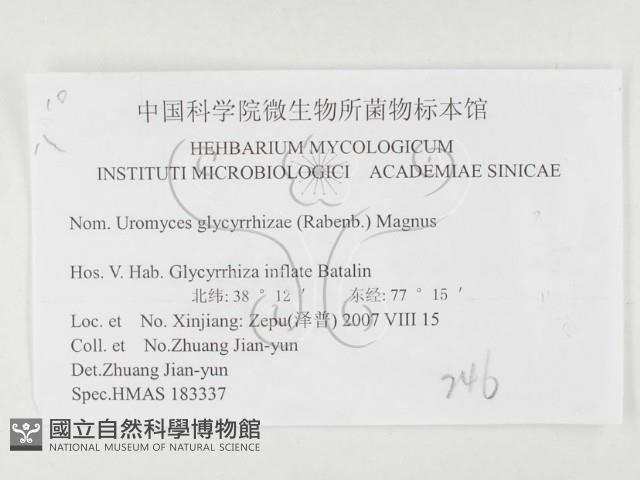 十八
中国科学院微生物所菌物标本馆
HEHBARIUM MYCOLOGICUM
INSTITUTI MICROBIOLOGICI ACADEMIAE SINICAE
Nom. Uromyces glycyrrhizae (Rabenb.) Magnus
Hos. V. Hab. Glycyrrhiza inflate Batalin
北纬: 38 ° 12 ′ 东经: 77 ° 15 ′
Loc. et No. Xinjiang: Zepu(泽普) 2007 VIII 15
Coll. et No.Zhuang Jian-yun
Det.Zhuang Jian-yun
Spec.HMAS 183337
746
國立自然科學博物館
NATIONAL MUSEUM OF NATURAL SCIENCE